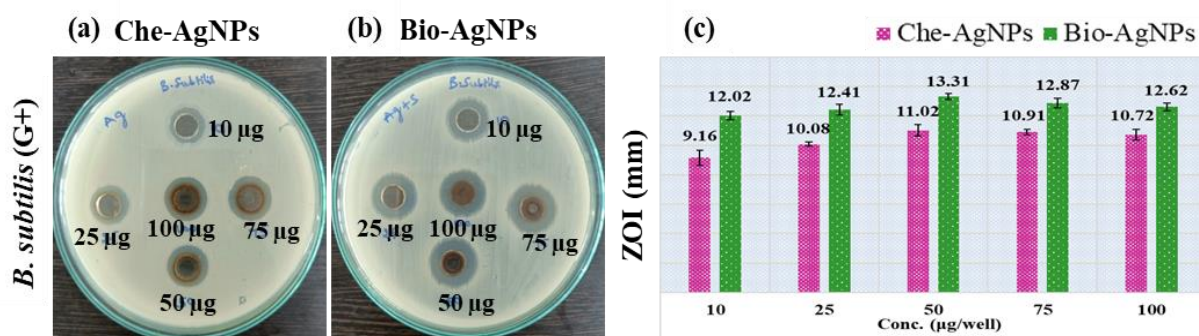 (a) Che-AgNPs
(b) Bio-AgNPs
(c)
Che-AgNPs Bio-AgNPs
B. subtilis (G+)
Ag
B. Subtilis
10 µg
25 µg
100 µg
75 µg
50 µg
Ag+S
B. Subtilis
10 µg
25 µg
100 µg
75 µg
50 µg
ZOI (mm)
9.16 12.02 10.08 12.41 11.02 13.31 10.91 12.87 10.72 12.62
10 25 50 75 100
Conc. (µg/well)